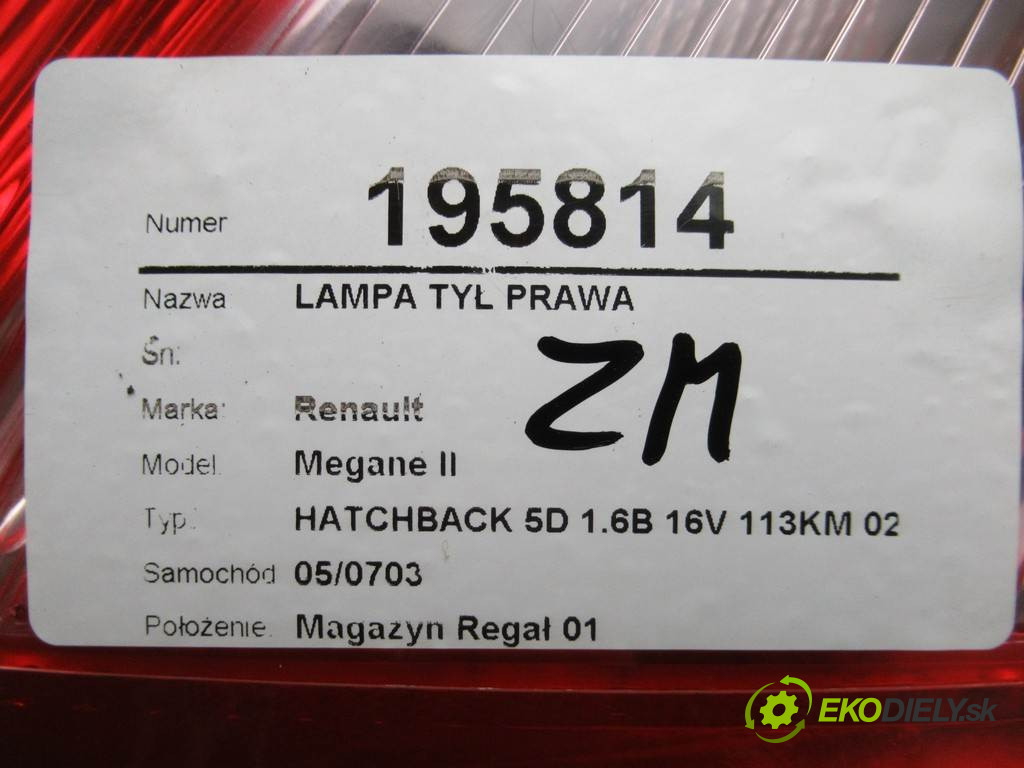 Numer 195814
Nazwa LAMPA TYŁ PRAWA
Sn:
ZM
Marka: Renault
Model. Megane II
Typ: HATCHBACK 5D 1.6B 16V 113KM 02
Samochód 05/0703
Położenie. Magazyn Regał 01
EKODIELY.sk